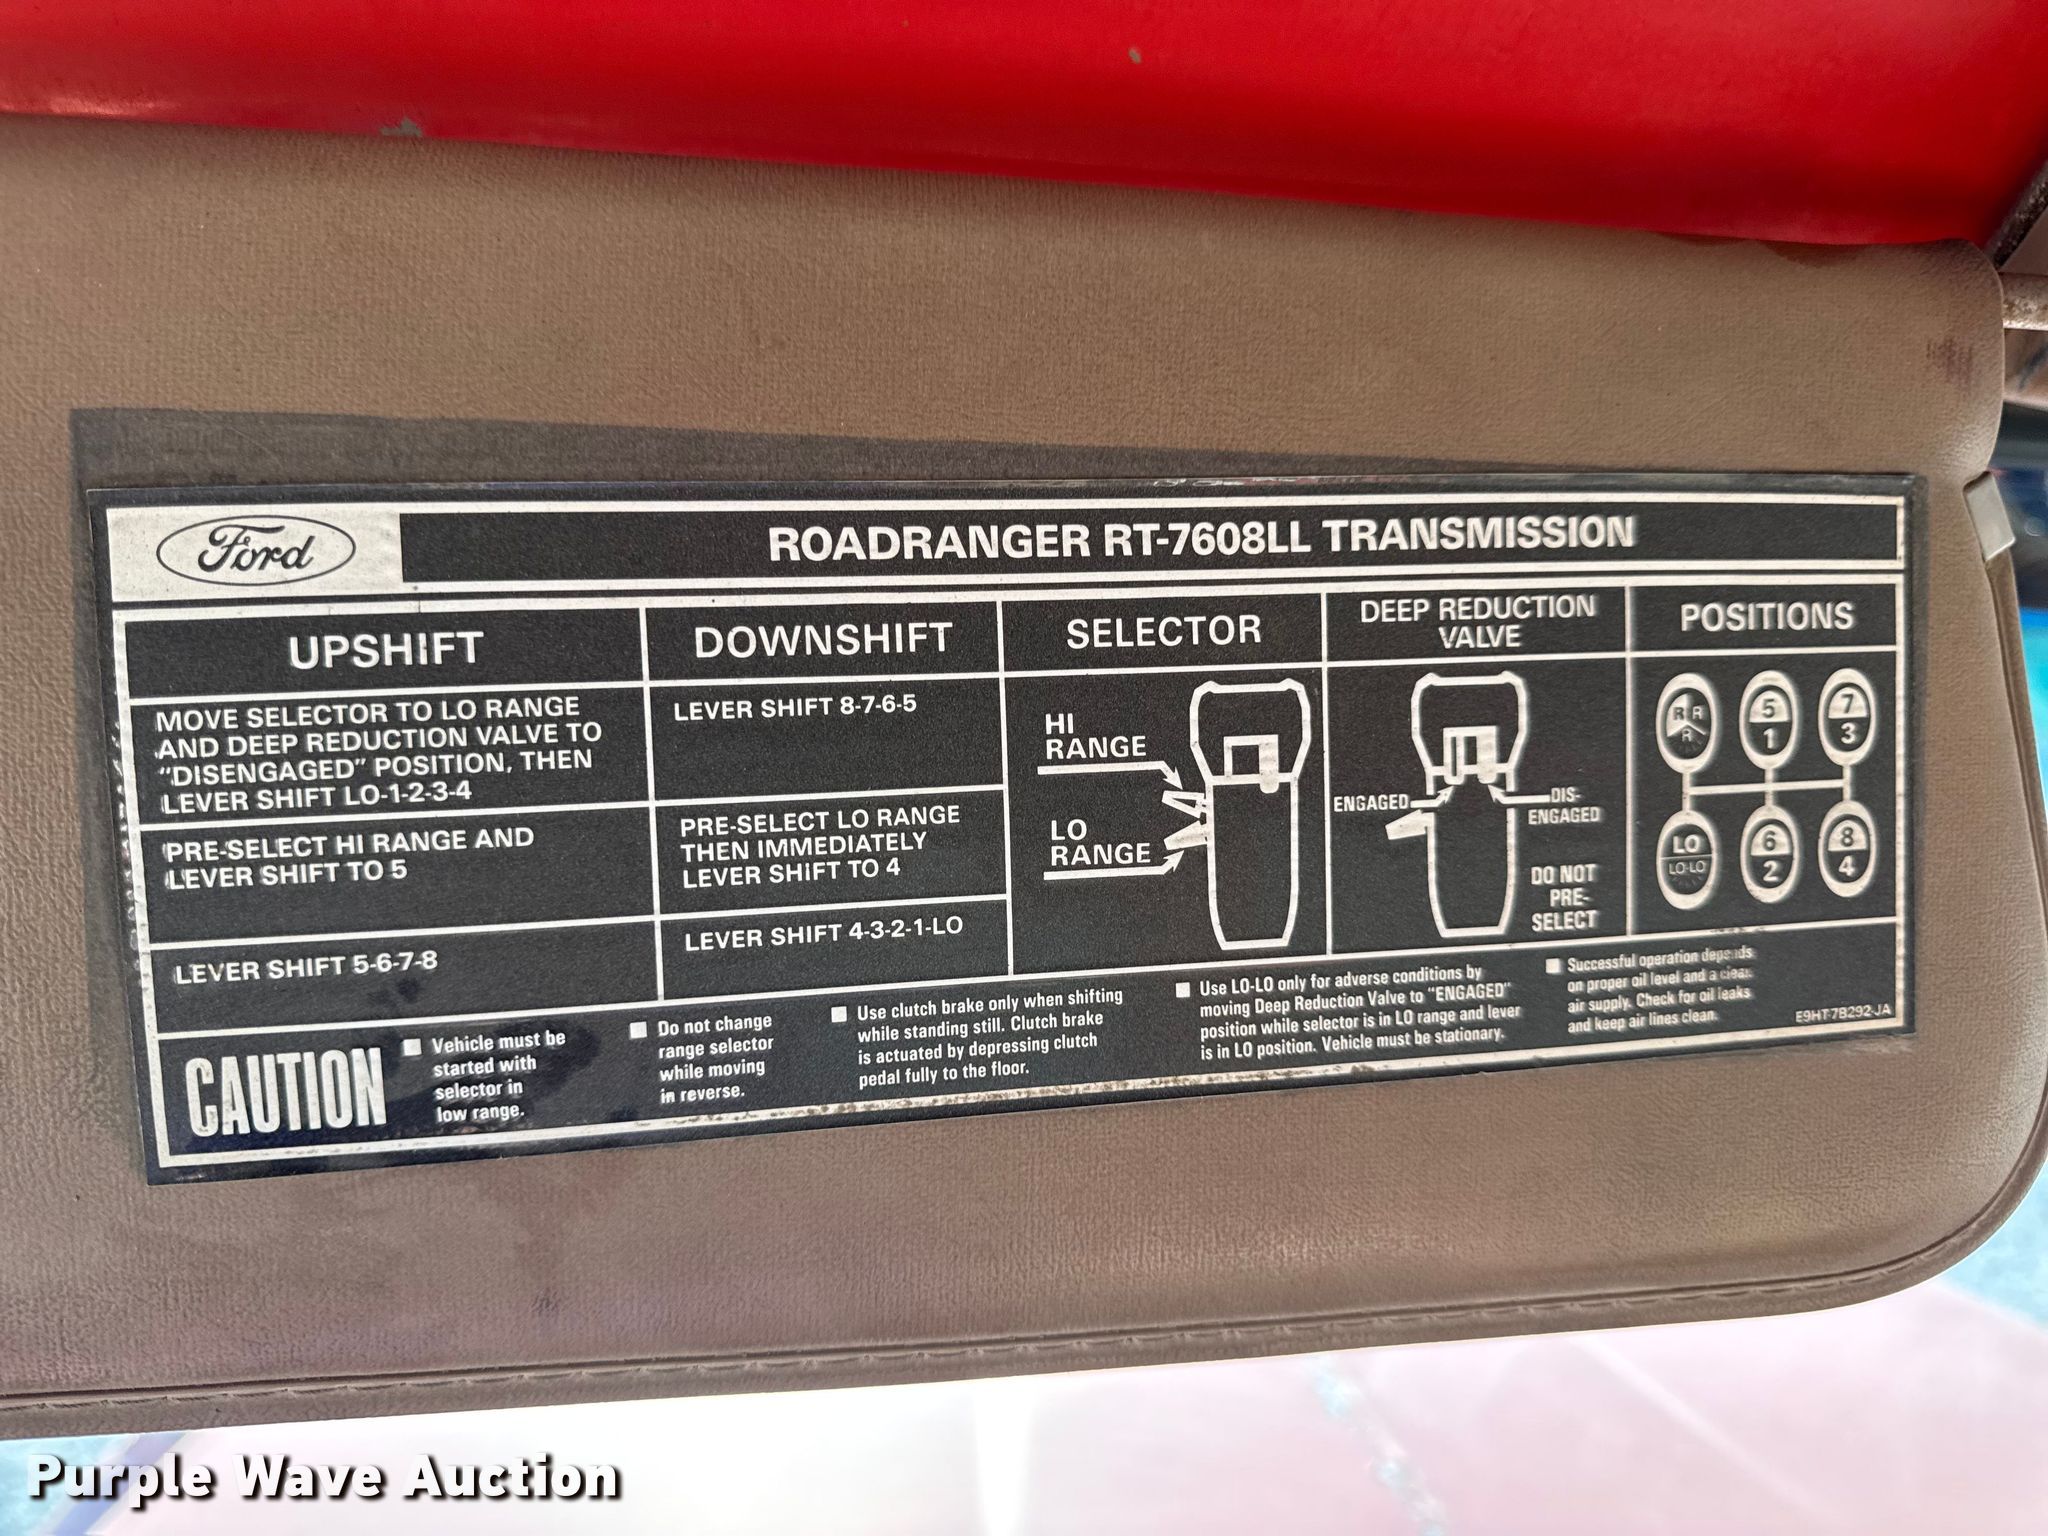 Ford
ROADRANGER RT-7608LL TRANSMISSION
UPSHIFT
MOVE SELECTOR TO LO RANGE
AND DEEP REDUCTION VALVE TO
"DISENGAGED" POSITION, THEN
LEVER SHIFT LO-1-2-3-4
PRE-SELECT HI RANGE AND
LEVER SHIFT TO 5
LEVER SHIFT 5-6-7-8
DOWNSHIFT
LEVER SHIFT 8-7-6-5
PRE-SELECT LO RANGE
THEN IMMEDIATELY
LEVER SHIFT TO 4
LEVER SHIFT 4-3-2-1-LO
SELECTOR
HI
RANGE
LO
RANGE
DEEP REDUCTION
VALVE
ENGAGED
DIS-
ENGAGED
DO NOT
PRE-
SELECT
POSITIONS
R R 5 7
R 1 3
LO 6 8
LO-LO 2 4
CAUTION
Vehicle must be
started with
selector in
low range.
Do not change
range selector
while moving
in reverse.
Use clutch brake only when shifting
while standing still. Clutch brake
is actuated by depressing clutch
pedal fully to the floor.
Use LO-LO only for adverse conditions by
moving Deep Reduction Valve to "ENGAGED"
position while selector is in LO range and lever
is in LO position. Vehicle must be stationary.
Successful operation depends
on proper oil level and a clean
air supply. Check for oil leaks
and keep air lines clean.
E9HT-7B292-JA
Purple Wave Auction